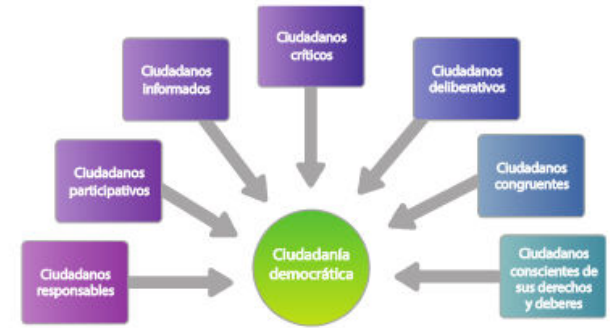 Ciudadanos
críticos
Ciudadanos
informados
Ciudadanos
deliberativos
Ciudadanos
participativos
Ciudadanos
congruentes
Ciudadanos
responsables
Ciudadanía
democrática
Ciudadanos
conscientes de
sus derechos
y deberes